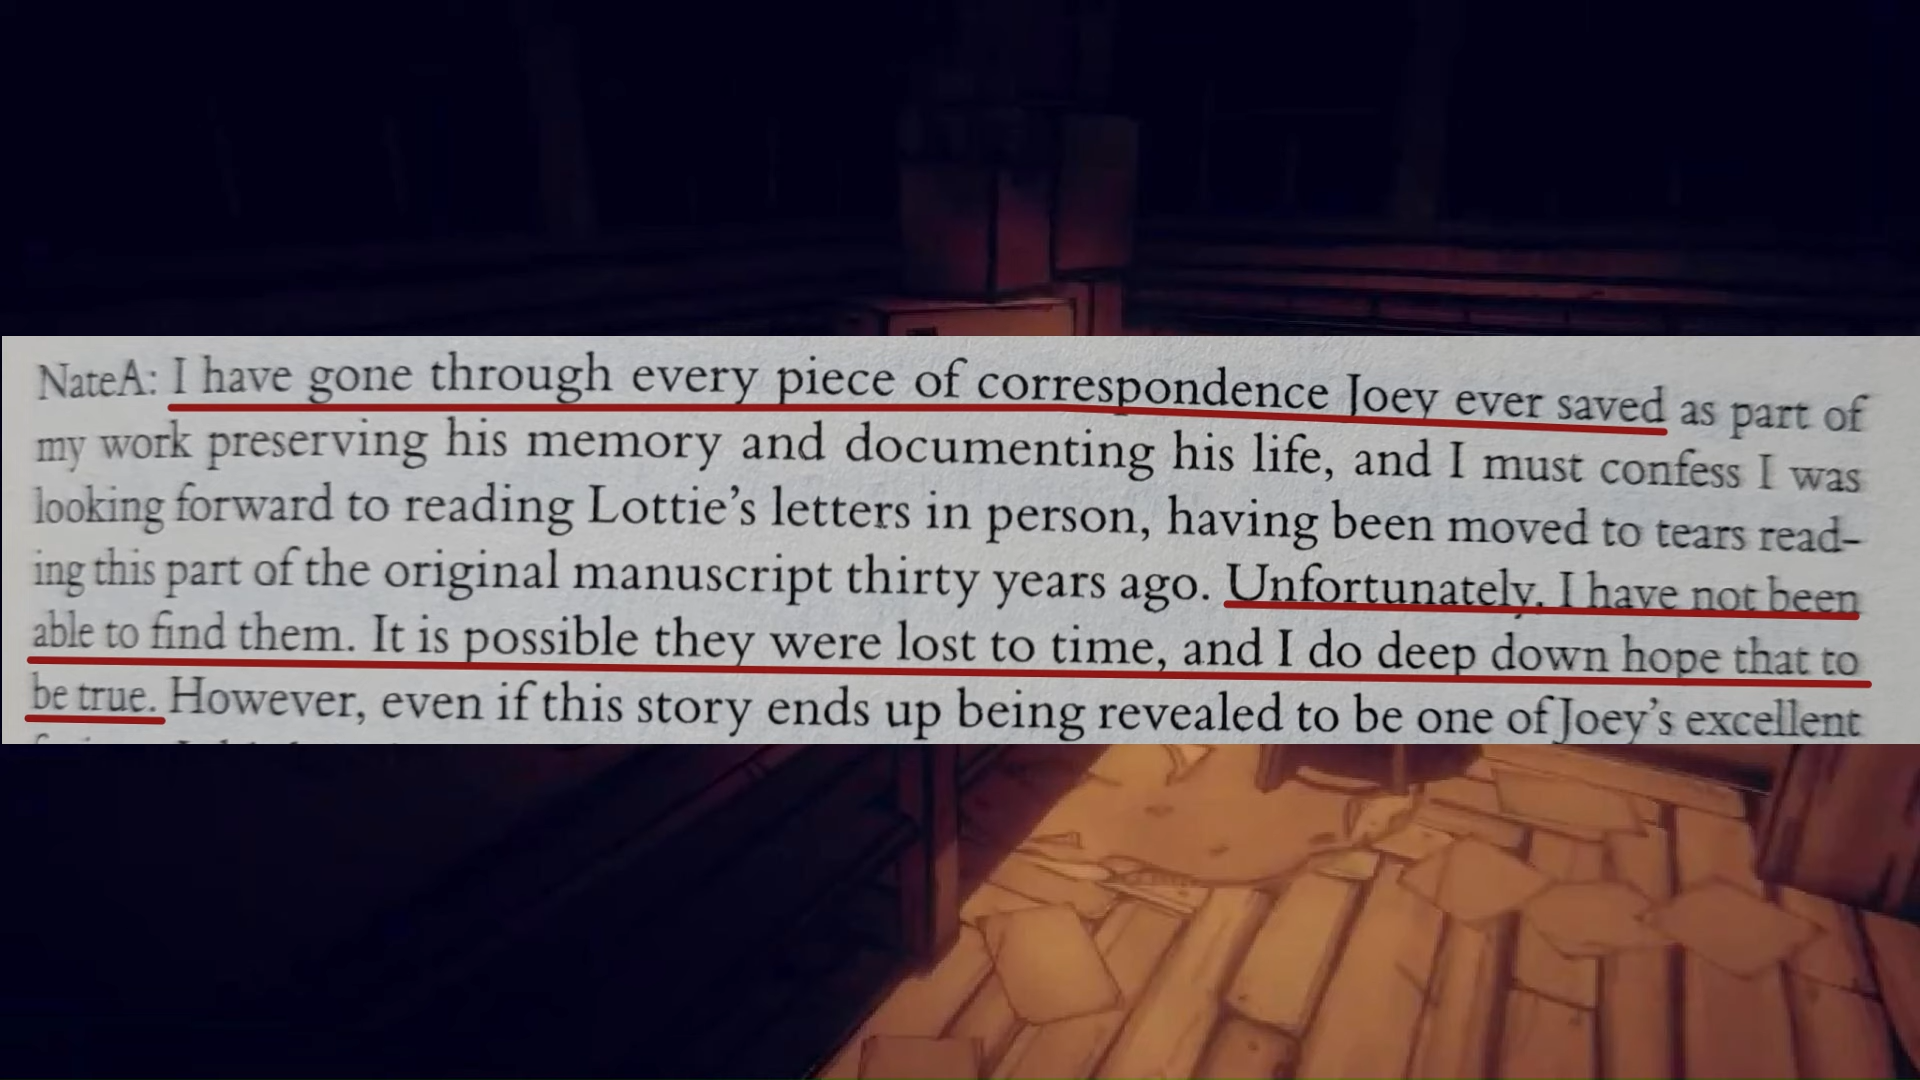 NateA: I have gone through every piece of correspondence Joey ever saved as part of
my work preserving his memory and documenting his life, and I must confess I was
looking forward to reading Lottie’s letters in person, having been moved to tears read-
ing this part of the original manuscript thirty years ago. Unfortunately, I have not been
able to find them. It is possible they were lost to time, and I do deep down hope that to
be true. However, even if this story ends up being revealed to be one of Joey’s excellent